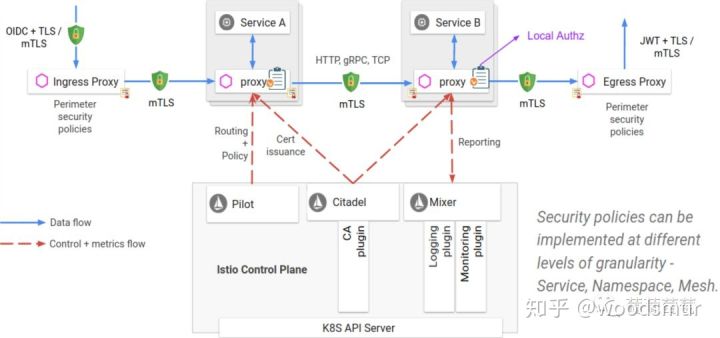 OIDC + TLS /
mTLS
Service A
Service B
Local Authz
JWT + TLS /
mTLS
HTTP, gRPC, TCP
Ingress Proxy
proxy
proxy
Egress Proxy
mTLS
mTLS
mTLS
Perimeter
security
policies
Perimeter
security
policies
Routing
+
Policy
Cert
issuance
Reporting
Pilot
Citadel
Mixer
Data flow
Control + metrics flow
CA
plugin
Logging
plugin
Monitoring
plugin
Istio Control Plane
K8S API Server
Security policies can be
implemented at different
levels of granularity -
Service, Namespace, Mesh.
知乎 @woodsmur